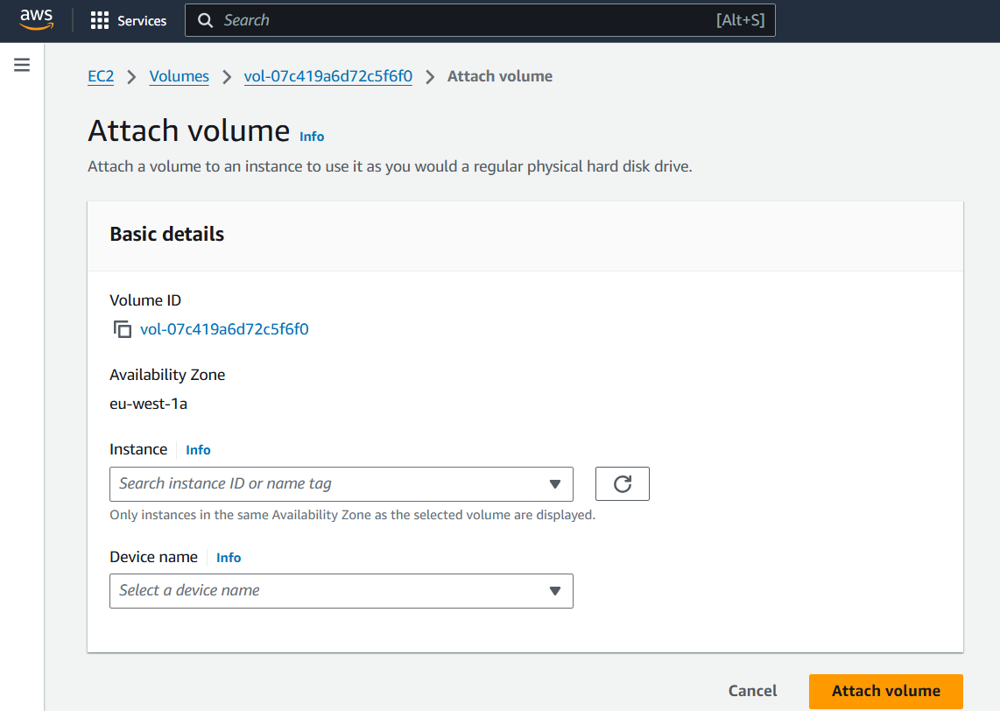 aws Services Search [Alt+S]
EC2 Volumes vol-07c419a6d72c5f6f0 Attach volume
Attach volume Info
Attach a volume to an instance to use it as you would a regular physical hard disk drive.
Basic details
Volume ID
vol-07c419a6d72c5f6f0
Availability Zone
eu-west-1a
Instance Info
Search instance ID or name tag
Only instances in the same Availability Zone as the selected volume are displayed.
Device name Info
Select a device name
Cancel Attach volume